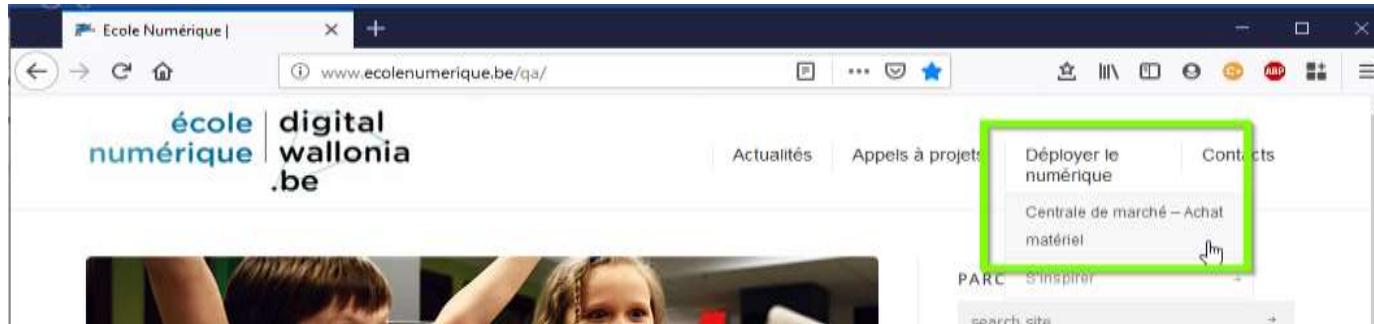 Ecole Numérique |
www.ecolenumerique.be/qa/
ABP
école numérique
digital wallonia .be
Actualités
Appels à projets
Déployer le
numérique
Contacts
Centrale de marché – Achat
matériel
PARC
S'inspirer
search site